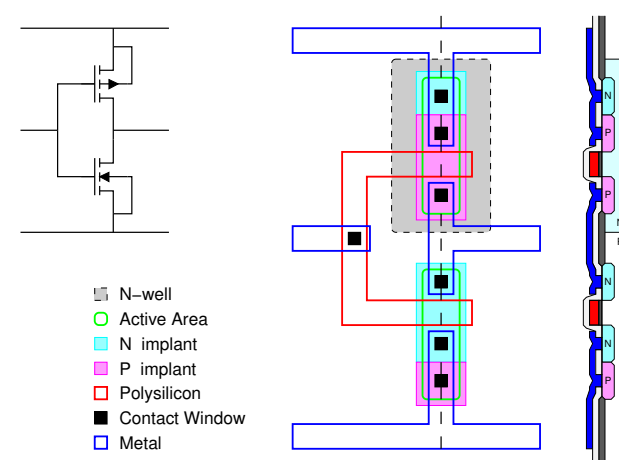 N
P
P
N
P
N
N
P
N−well
Active Area
N implant
P implant
Polysilicon
Contact Window
Metal